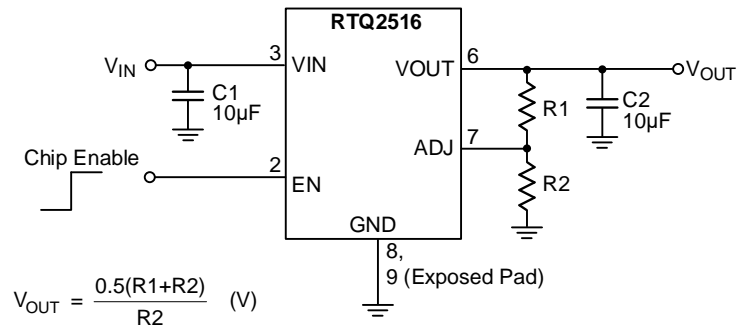 RTQ2516
VIN
3
VIN
C1
10μF
VOUT
6
VOUT
R1
C2
10μF
ADJ
7
R2
Chip Enable
2
EN
GND
8,
9 (Exposed Pad)
VOUT = 0.5(R1+R2) / R2 (V)